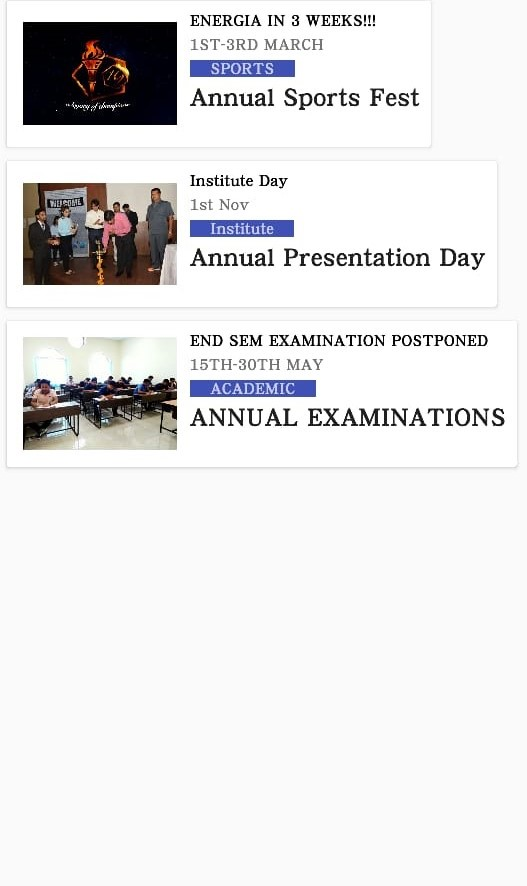 ENERGIA IN 3 WEEKS!!!
1ST-3RD MARCH
SPORTS
Annual Sports Fest
Institute Day
1st Nov
WELCOME
Institute
Annual Presentation Day
END SEM EXAMINATION POSTPONED
15TH-30TH MAY
ACADEMIC
ANNUAL EXAMINATIONS